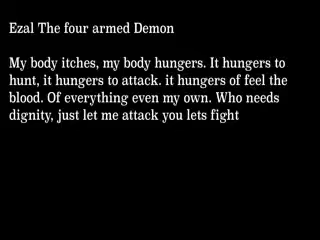 Ezal The four armed Demon
My body itches, my body hungers. It hungers to
hunt, it hungers to attack. it hungers of feel the
blood. Of everything even my own. Who needs
dignity, just let me attack you lets fight